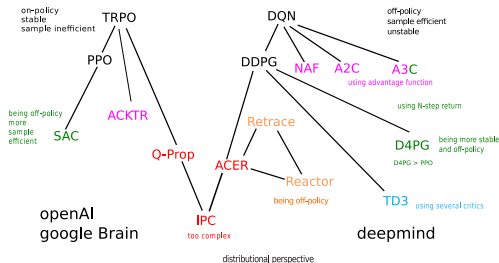 on-policy
stable
sample inefficient
TRPO
DQN
off-policy
sample efficient
unstable
PPO
DDPG
NAF
A2C
A3C
using advantage function
being off-policy
more
sample
efficient
SAC
ACKTR
Retrace
using N-step return
D4PG
being more stable
and off-policy
D4PG > PPO
Q-Prop
ACER
Reactor
being off-policy
TD3
using several critics
openAI
google Brain
IPC
too complex
deepmind
distributional perspective